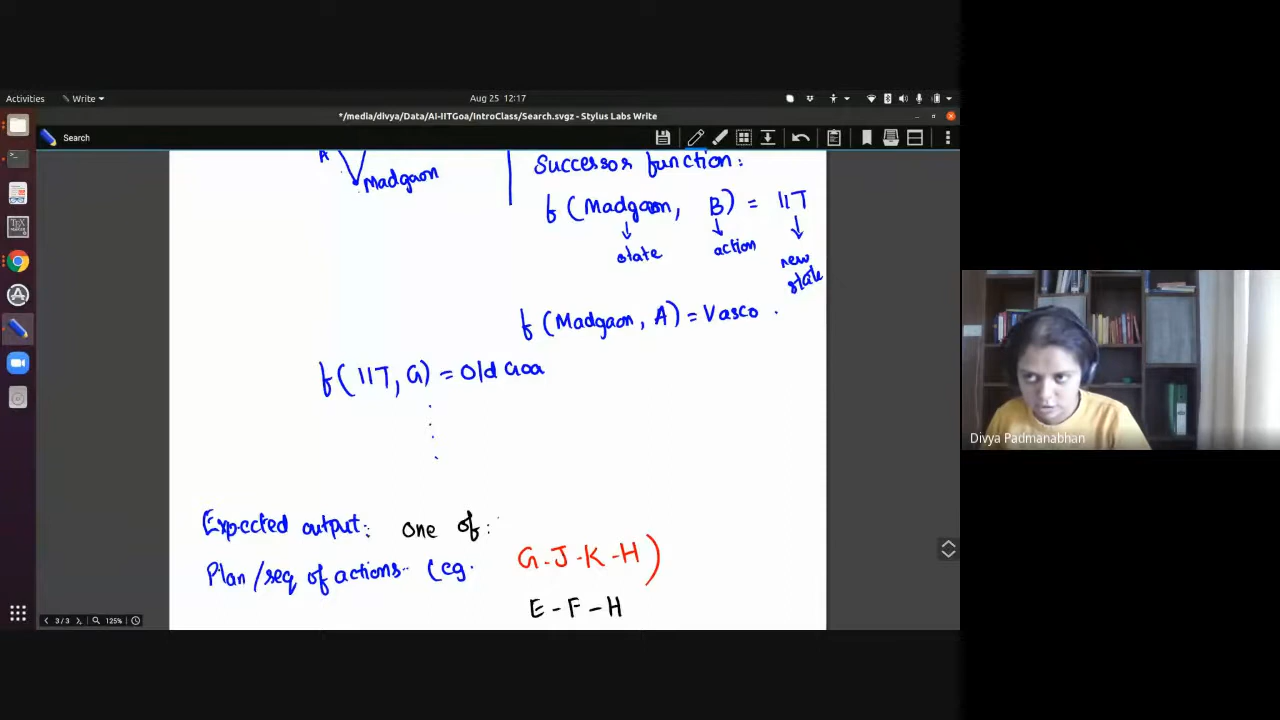 Activities
Write
Aug 25 12:17
*/media/divya/Data/AI-IITGoa/IntroClass/Search.svgz - Stylus Labs Write
Search
A
Madgaon
Successor function:
f (Madgaon, B) = IIT
state
action
new
state
f (Madgaon, A) = Vasco .
f( IIT, G) = Old Goa
Expected output: one of:
Plan/seq of actions.. (eg. G-J-K-H)
E-F-H
3/3
125%
Divya Padmanabhan